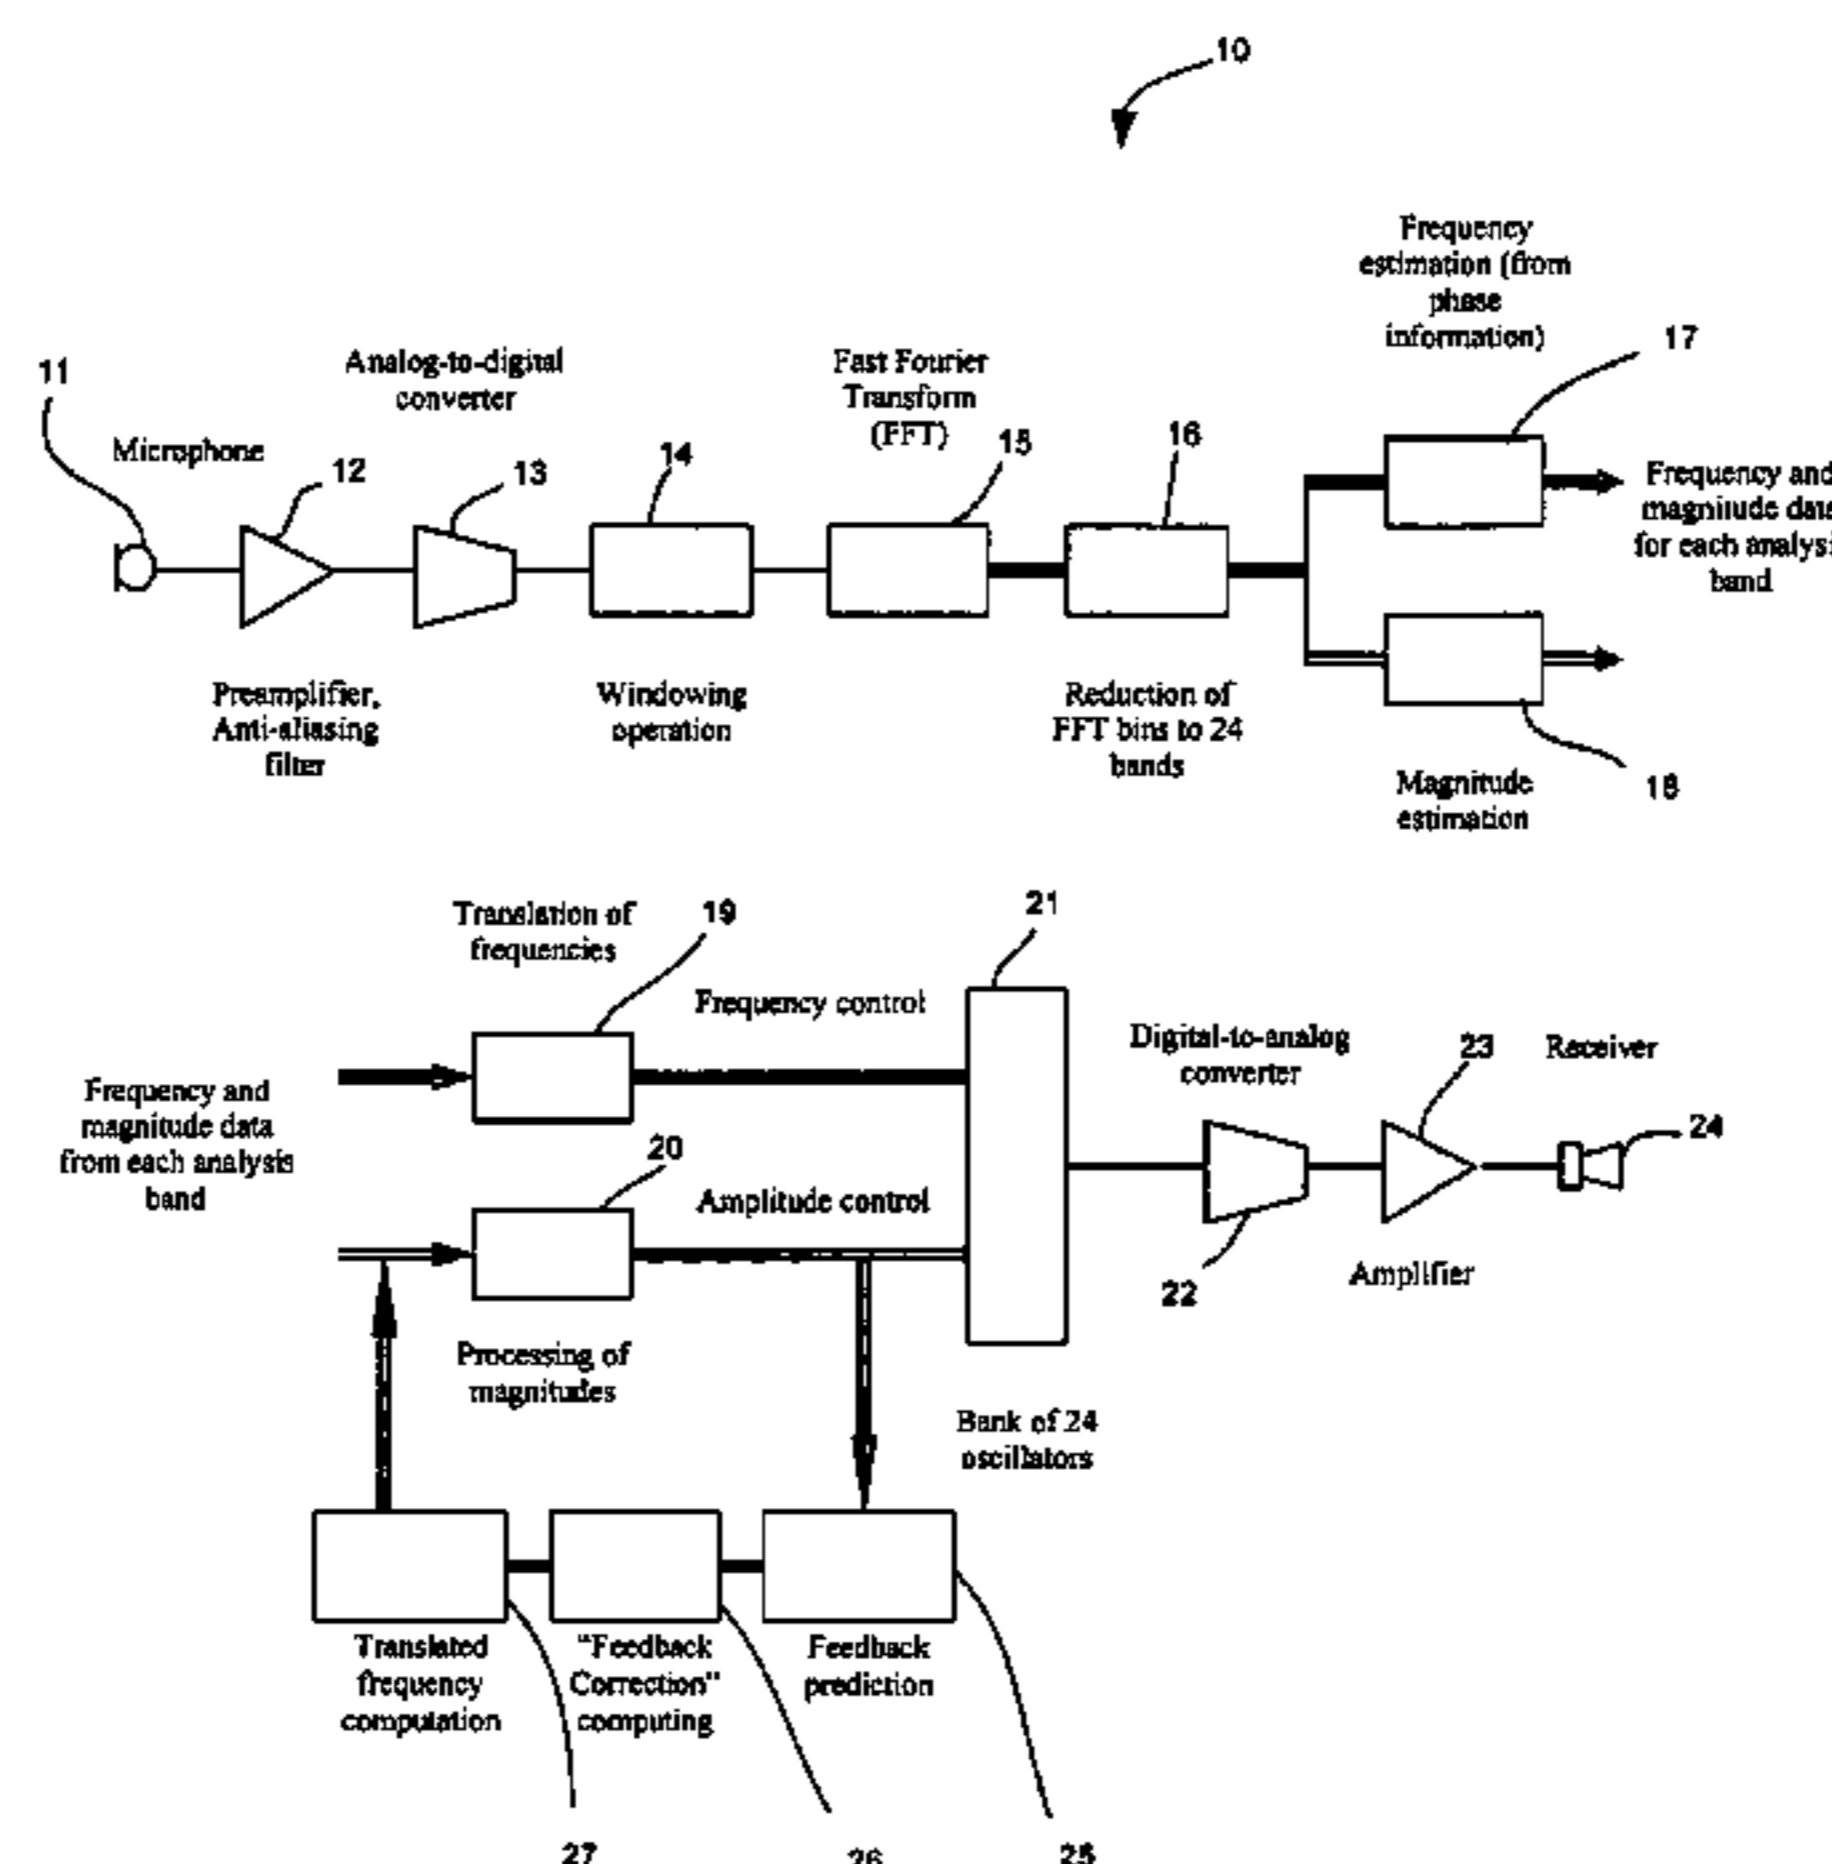 10
Frequency
estimation (from
phase
information)
17
11
Analog-to-digital
converter
Fast Fourier
Transform
(FFT)
Microphone
12
13
14
15
16
Frequency and
magnitude data
for each analysi
band
Preamplifier,
Anti-aliasing
filter
Windowing
operation
Reduction of
FFT bins to 24
bands
Magnitude
estimation
18
Translation of
frequencies
19
21
Frequency control
Digital-to-analog
converter
23
Receiver
Frequency and
magnitude data
from each analysis
band
20
24
Amplitude control
22
Amplifier
Processing of
magnitudes
Bank of 24
oscillators
Translated
frequency
computation
"Feedback
Correction"
computing
Feedback
prediction
27
26
25